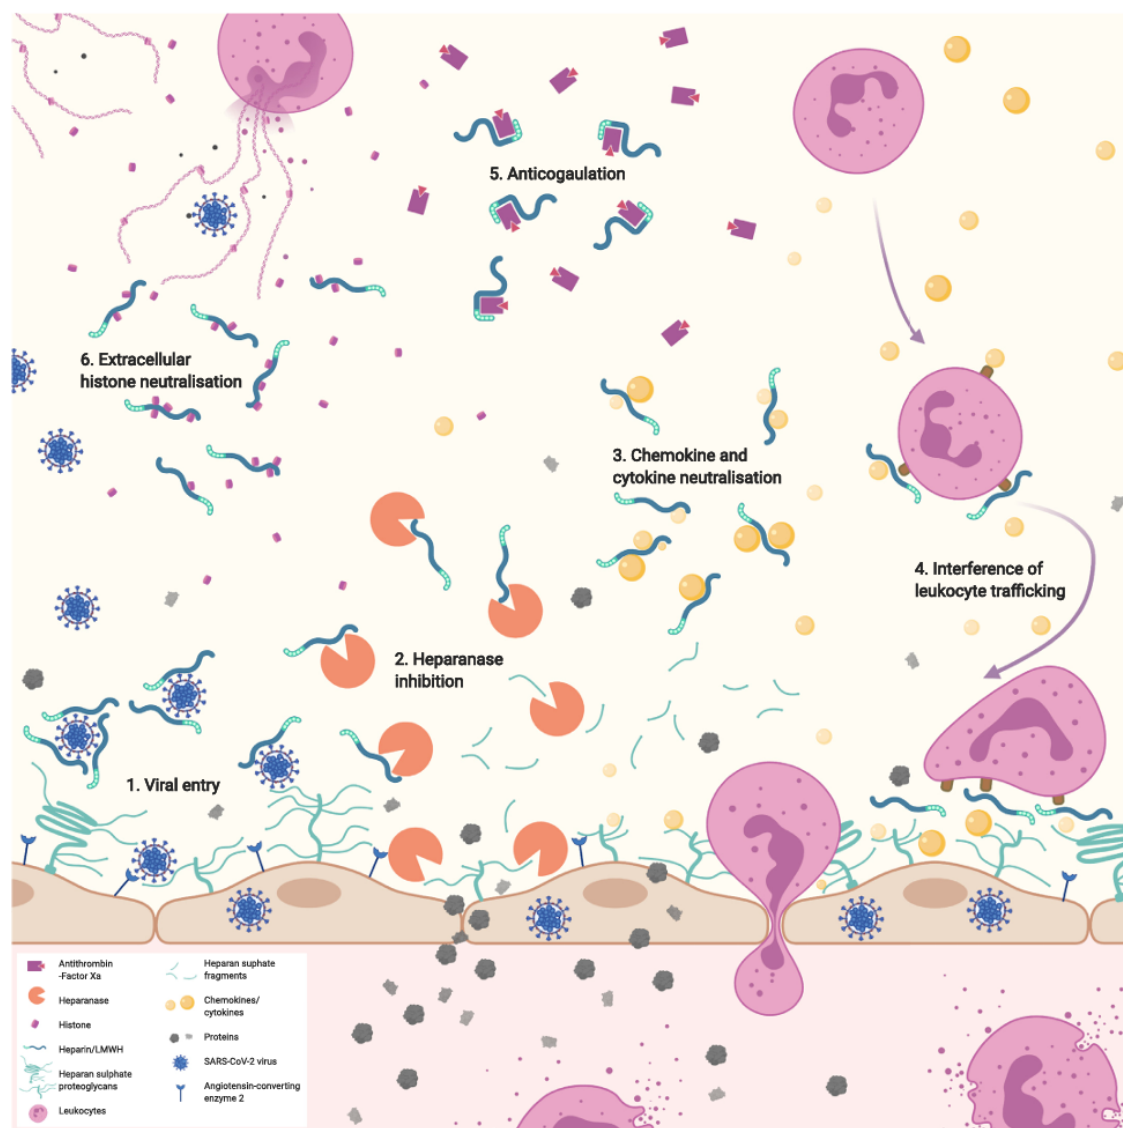 5. Anticogaulation
6. Extracellular
histone neutralisation
3. Chemokine and
cytokine neutralisation
4. Interference of
leukocyte trafficking
2. Heparanase
inhibition
1. Viral entry
Antithrombin
-Factor Xa
Heparanase
Histone
Heparin/LMWH
Heparan sulphate
proteoglycans
Leukocytes
Heparan suphate
fragments
Chemokines/
cytokines
Proteins
SARS-CoV-2 virus
Angiotensin-converting
enzyme 2